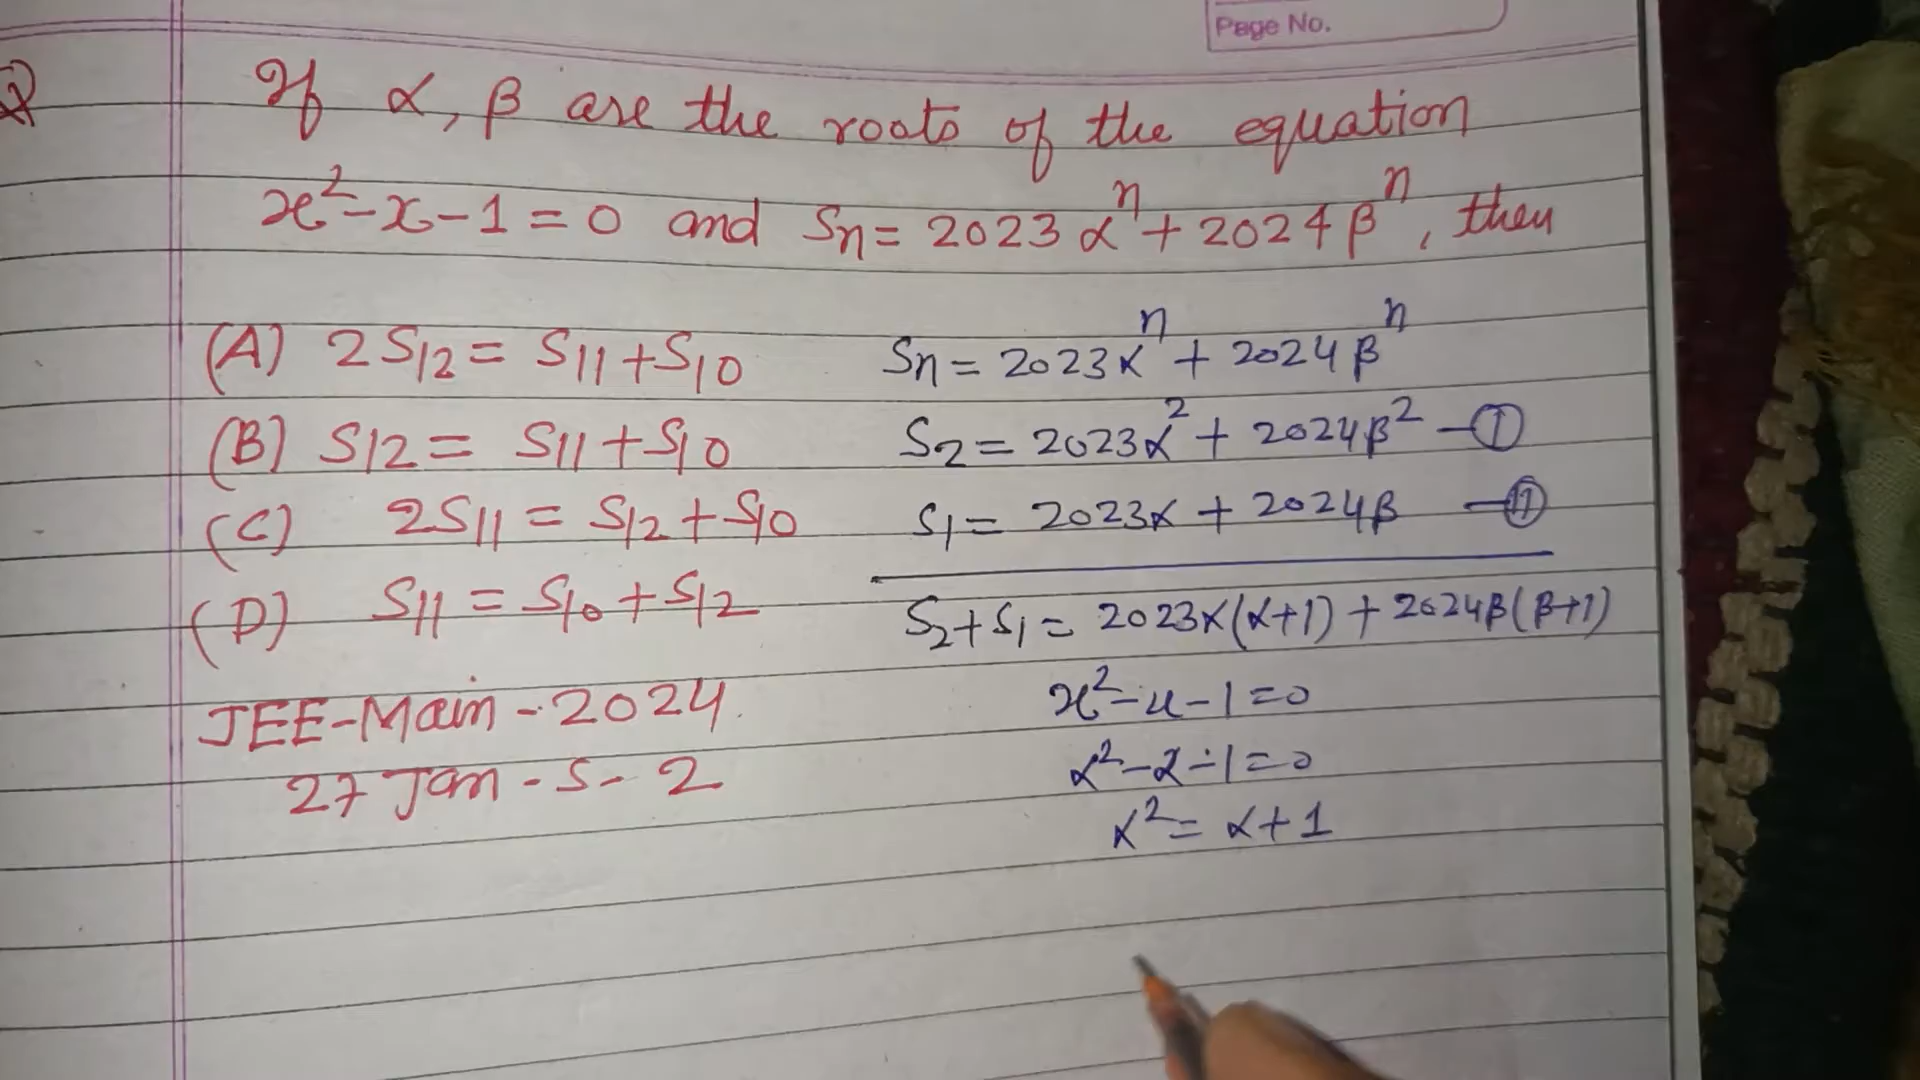 Page No.
Q If α, β are the roots of the equation
x²-x-1=0 and Sn=2023αⁿ+2024βⁿ, then
(A) 2S12=S11+S10
(B) S12=S11+S10
(C) 2S11=S12+S10
(D) S11=S10+S12
JEE-Main-2024
27 Jan-S-2
Sn=2023αⁿ+2024βⁿ
S2=2023α²+2024β²-(I)
S1=2023α+2024β-(II)
S2+S1=2023α(α+1)+2024β(β+1)
x²-x-1=0
α²-α-1=0
α²=α+1